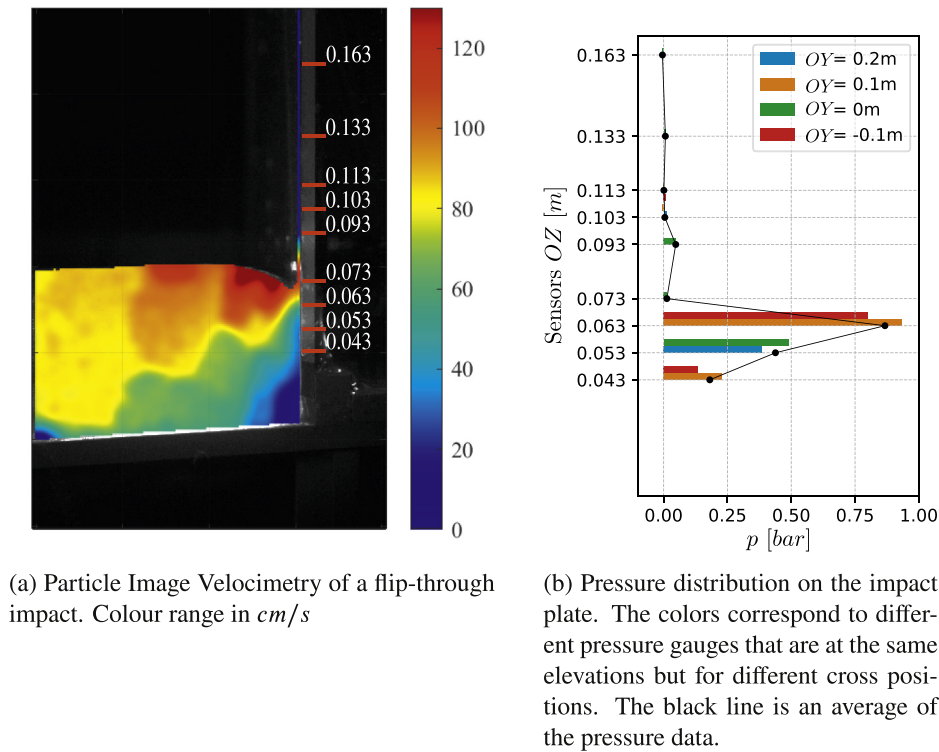 0.163
0.133
0.113
0.103
0.093
0.073
0.063
0.053
0.043
120
100
80
60
40
20
0
(a) Particle Image Velocimetry of a flip-through
impact. Colour range in cm/s
Sensors OZ [m]
0.163
0.133
0.113
0.103
0.093
0.073
0.063
0.053
0.043
OY= 0.2m
OY= 0.1m
OY= 0m
OY= -0.1m
0.00 0.25 0.50 0.75 1.00
p [bar]
(b) Pressure distribution on the impact
plate. The colors correspond to differ-
ent pressure gauges that are at the same
elevations but for different cross posi-
tions. The black line is an average of
the pressure data.